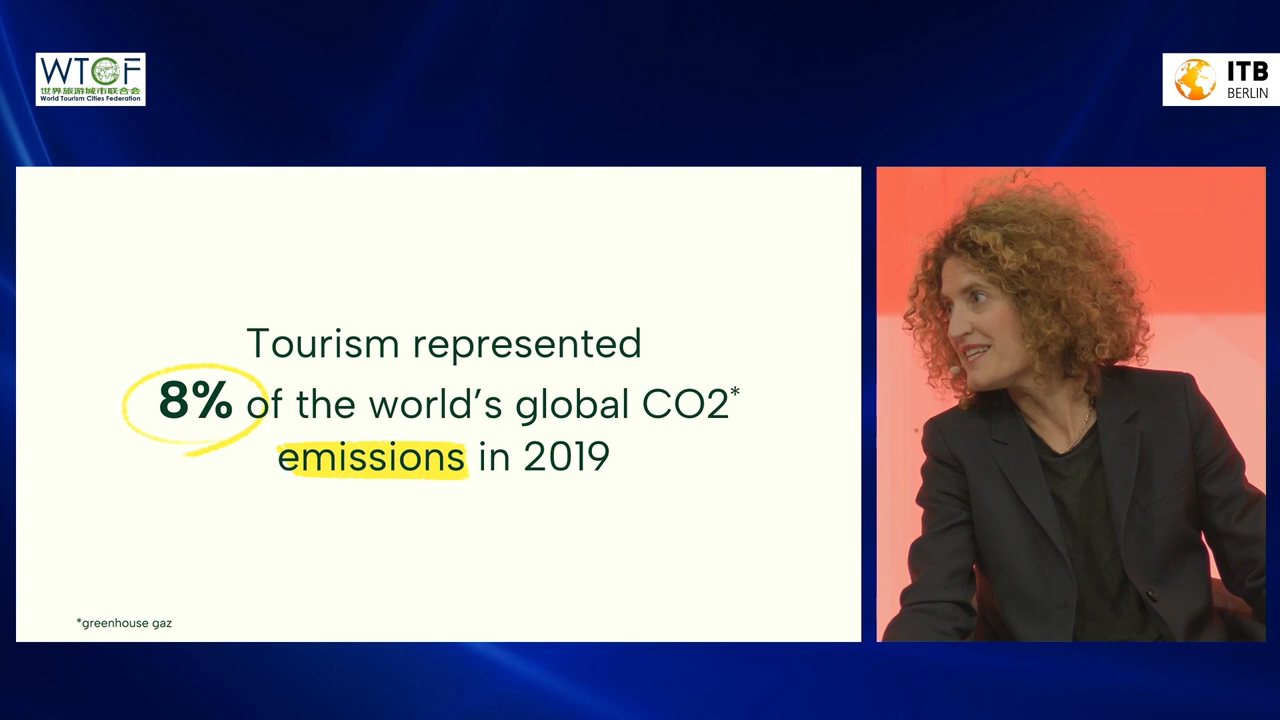 WTCF
世界旅游城市联合会
World Tourism Cities Federation
ITB
BERLIN
Tourism represented
8% of the world's global CO2*
emissions in 2019
*greenhouse gaz